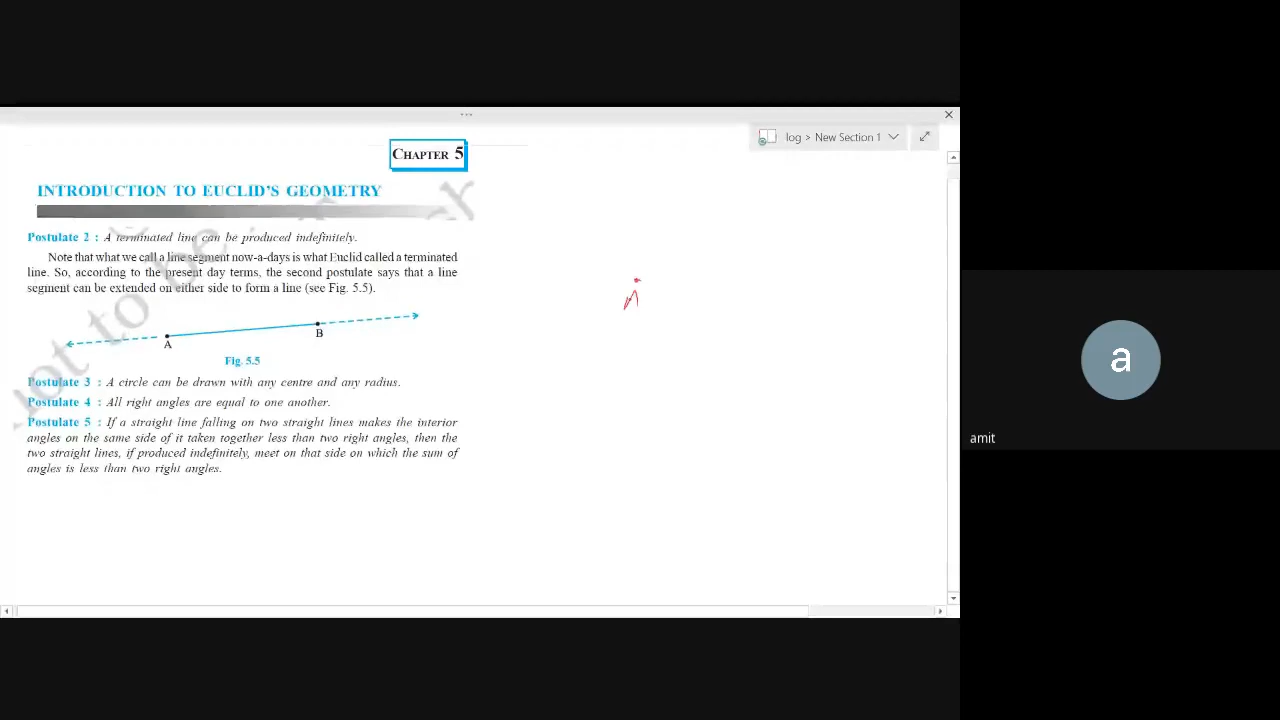 log > New Section 1
CHAPTER 5
INTRODUCTION TO EUCLID'S GEOMETRY
Postulate 2 : A terminated line can be produced indefinitely.
Note that what we call a line segment now-a-days is what Euclid called a terminated
line. So, according to the present day terms, the second postulate says that a line
segment can be extended on either side to form a line (see Fig. 5.5).
A
B
Fig. 5.5
Postulate 3 : A circle can be drawn with any centre and any radius.
Postulate 4 : All right angles are equal to one another.
Postulate 5 : If a straight line falling on two straight lines makes the interior
angles on the same side of it taken together less than two right angles, then the
two straight lines, if produced indefinitely, meet on that side on which the sum of
angles is less than two right angles.
not to be
a
amit